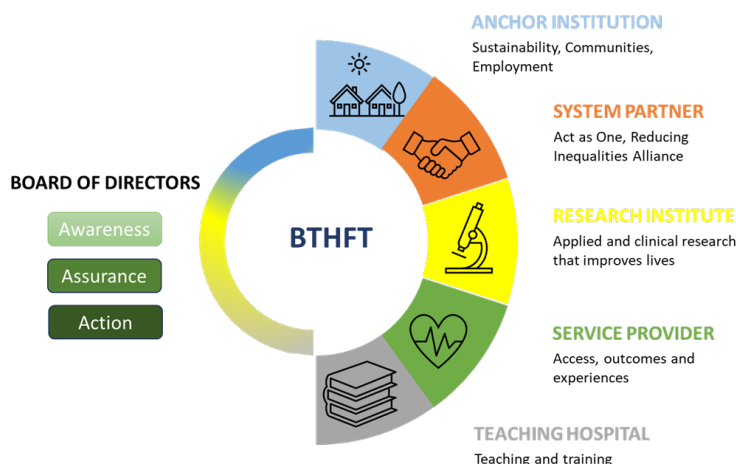 ANCHOR INSTITUTION
Sustainability, Communities,
Employment
SYSTEM PARTNER
Act as One, Reducing
Inequalities Alliance
BOARD OF DIRECTORS
Awareness
Assurance
Action
BTHFT
RESEARCH INSTITUTE
Applied and clinical research
that improves lives
SERVICE PROVIDER
Access, outcomes and
experiences
TEACHING HOSPITAL
Teaching and training